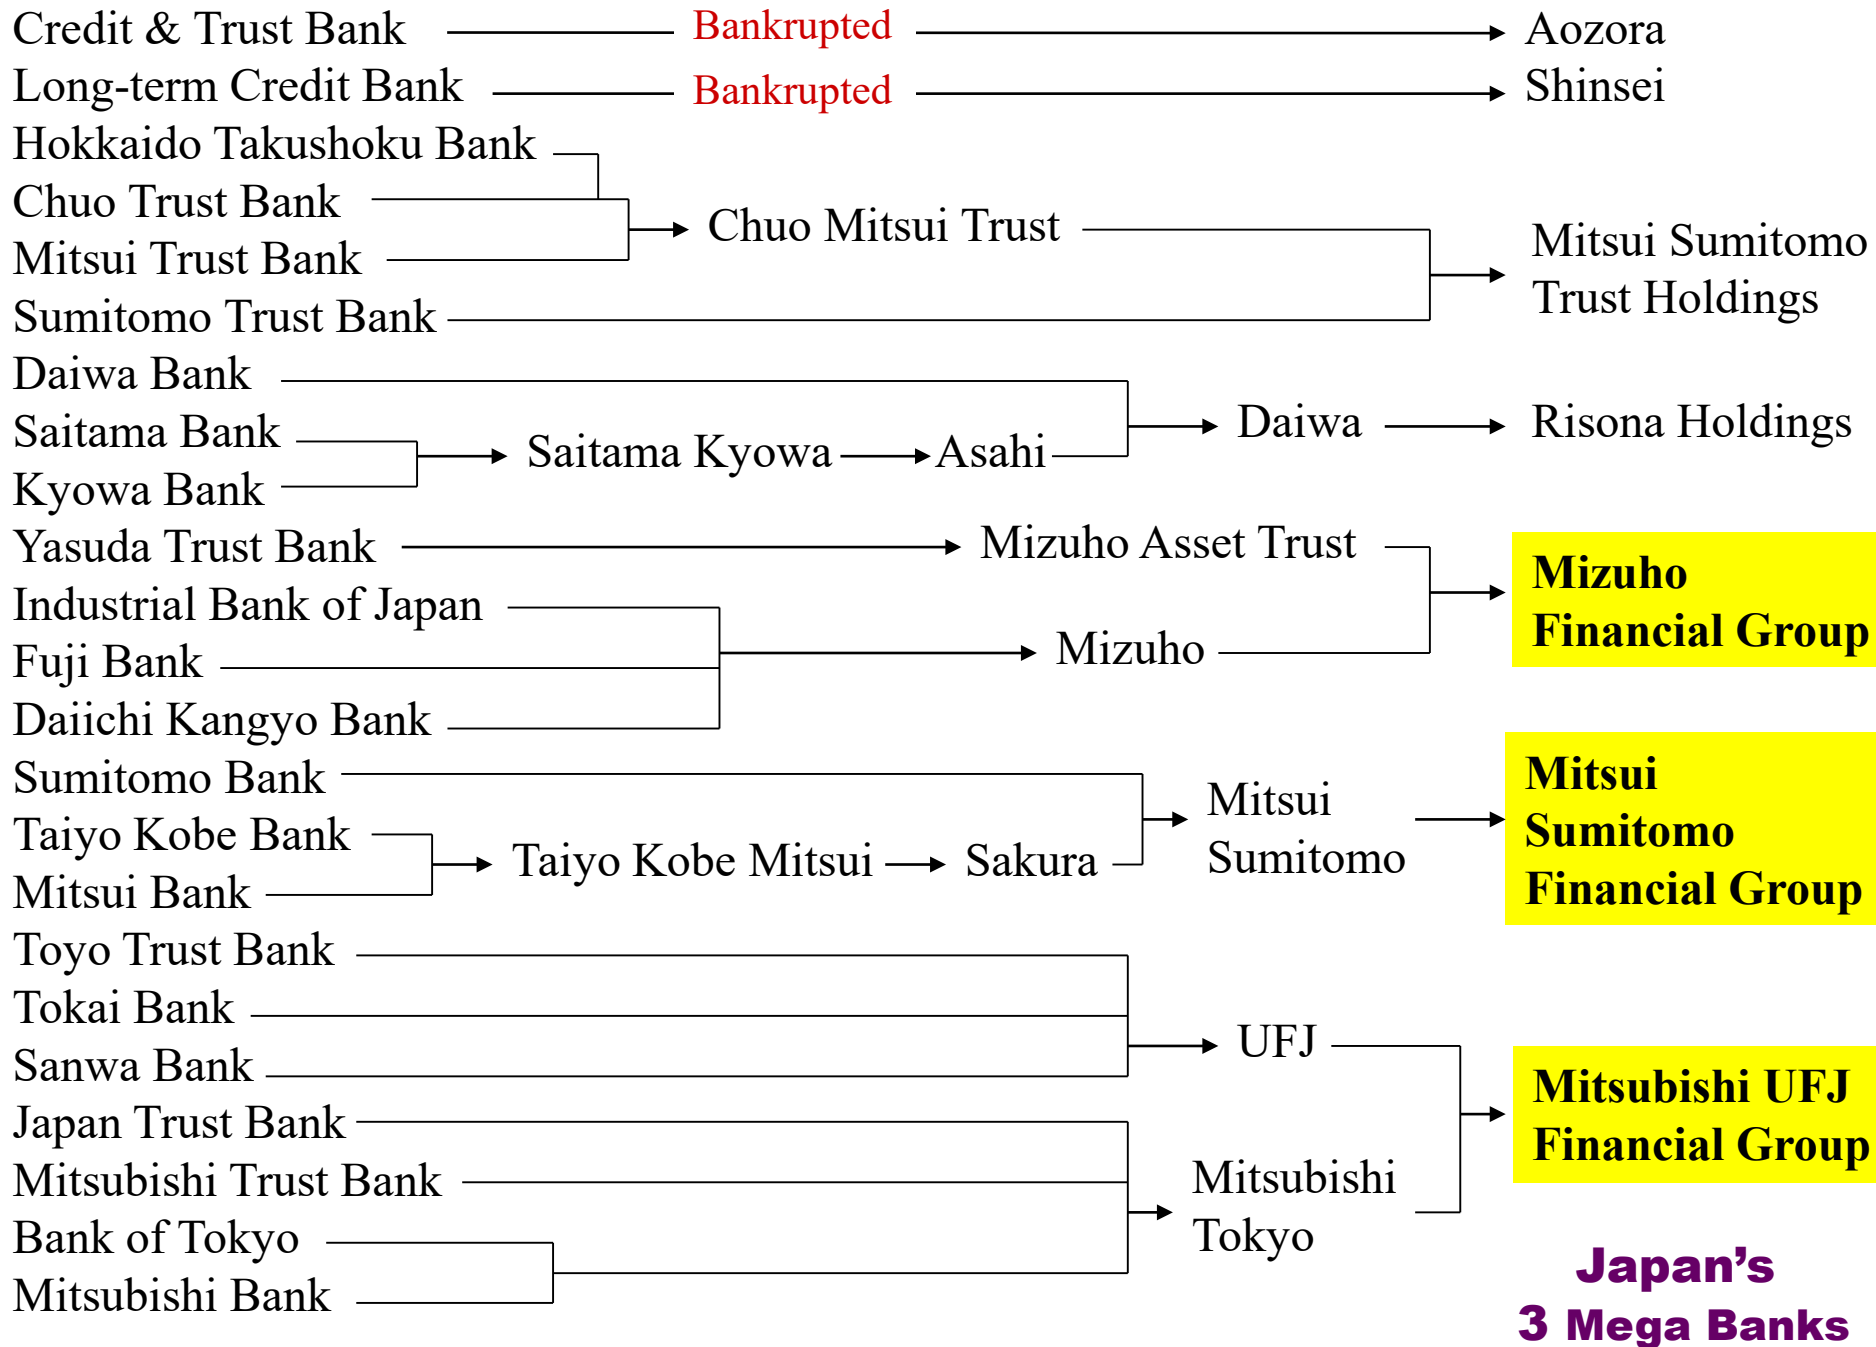 Credit & Trust Bank Bankrupted Aozora
Long-term Credit Bank Bankrupted Shinsei
Hokkaido Takushoku Bank
Chuo Trust Bank
Chuo Mitsui Trust
Mitsui Trust Bank
Mitsui Sumitomo
Trust Holdings
Sumitomo Trust Bank
Daiwa Bank
Saitama Bank
Daiwa
Risona Holdings
Saitama Kyowa
Asahi
Kyowa Bank
Yasuda Trust Bank
Mizuho Asset Trust
Mizuho
Financial Group
Industrial Bank of Japan
Fuji Bank
Mizuho
Daiichi Kangyo Bank
Sumitomo Bank
Mitsui
Sumitomo
Mitsui
Sumitomo
Financial Group
Taiyo Kobe Bank
Taiyo Kobe Mitsui
Sakura
Mitsui Bank
Toyo Trust Bank
Tokai Bank
UFJ
Sanwa Bank
Mitsubishi UFJ
Financial Group
Japan Trust Bank
Mitsubishi Trust Bank
Mitsubishi
Tokyo
Bank of Tokyo
Mitsubishi Bank
Japan’s
3 Mega Banks